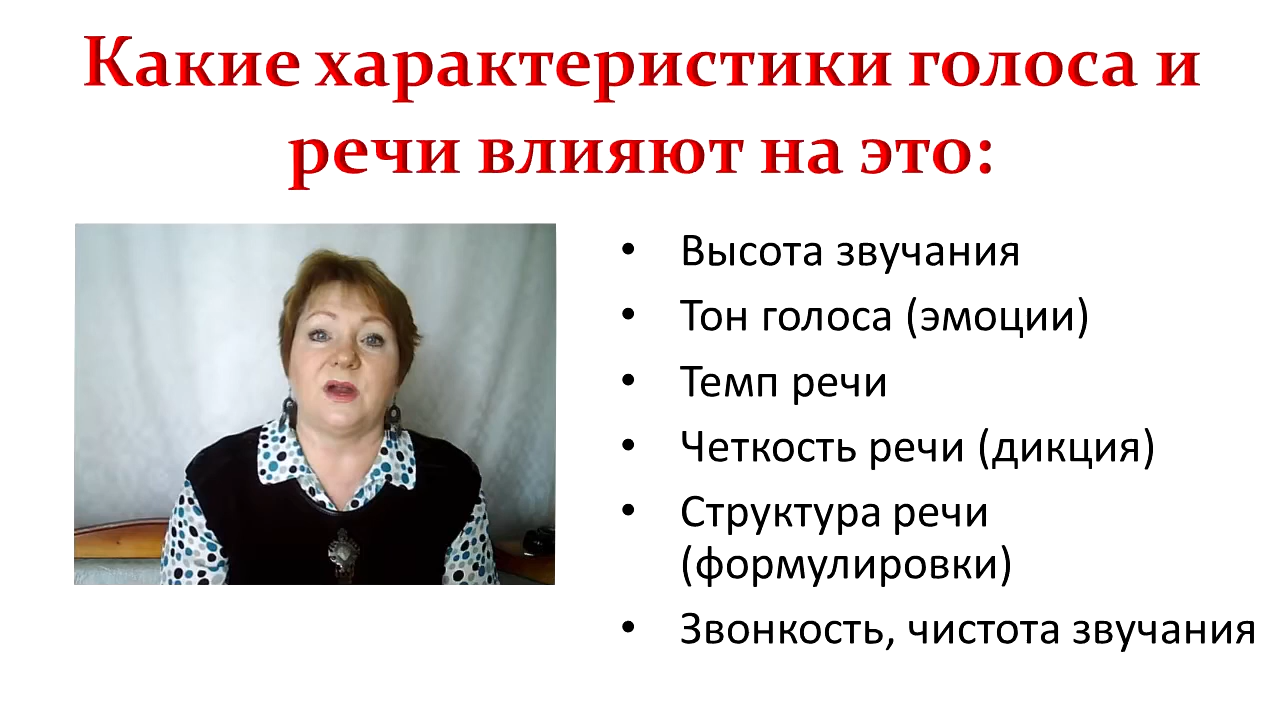 Какие характеристики голоса и
речи влияют на это:
• Высота звучания
• Тон голоса (эмоции)
• Темп речи
• Четкость речи (дикция)
• Структура речи
(формулировки)
• Звонкость, чистота звучания